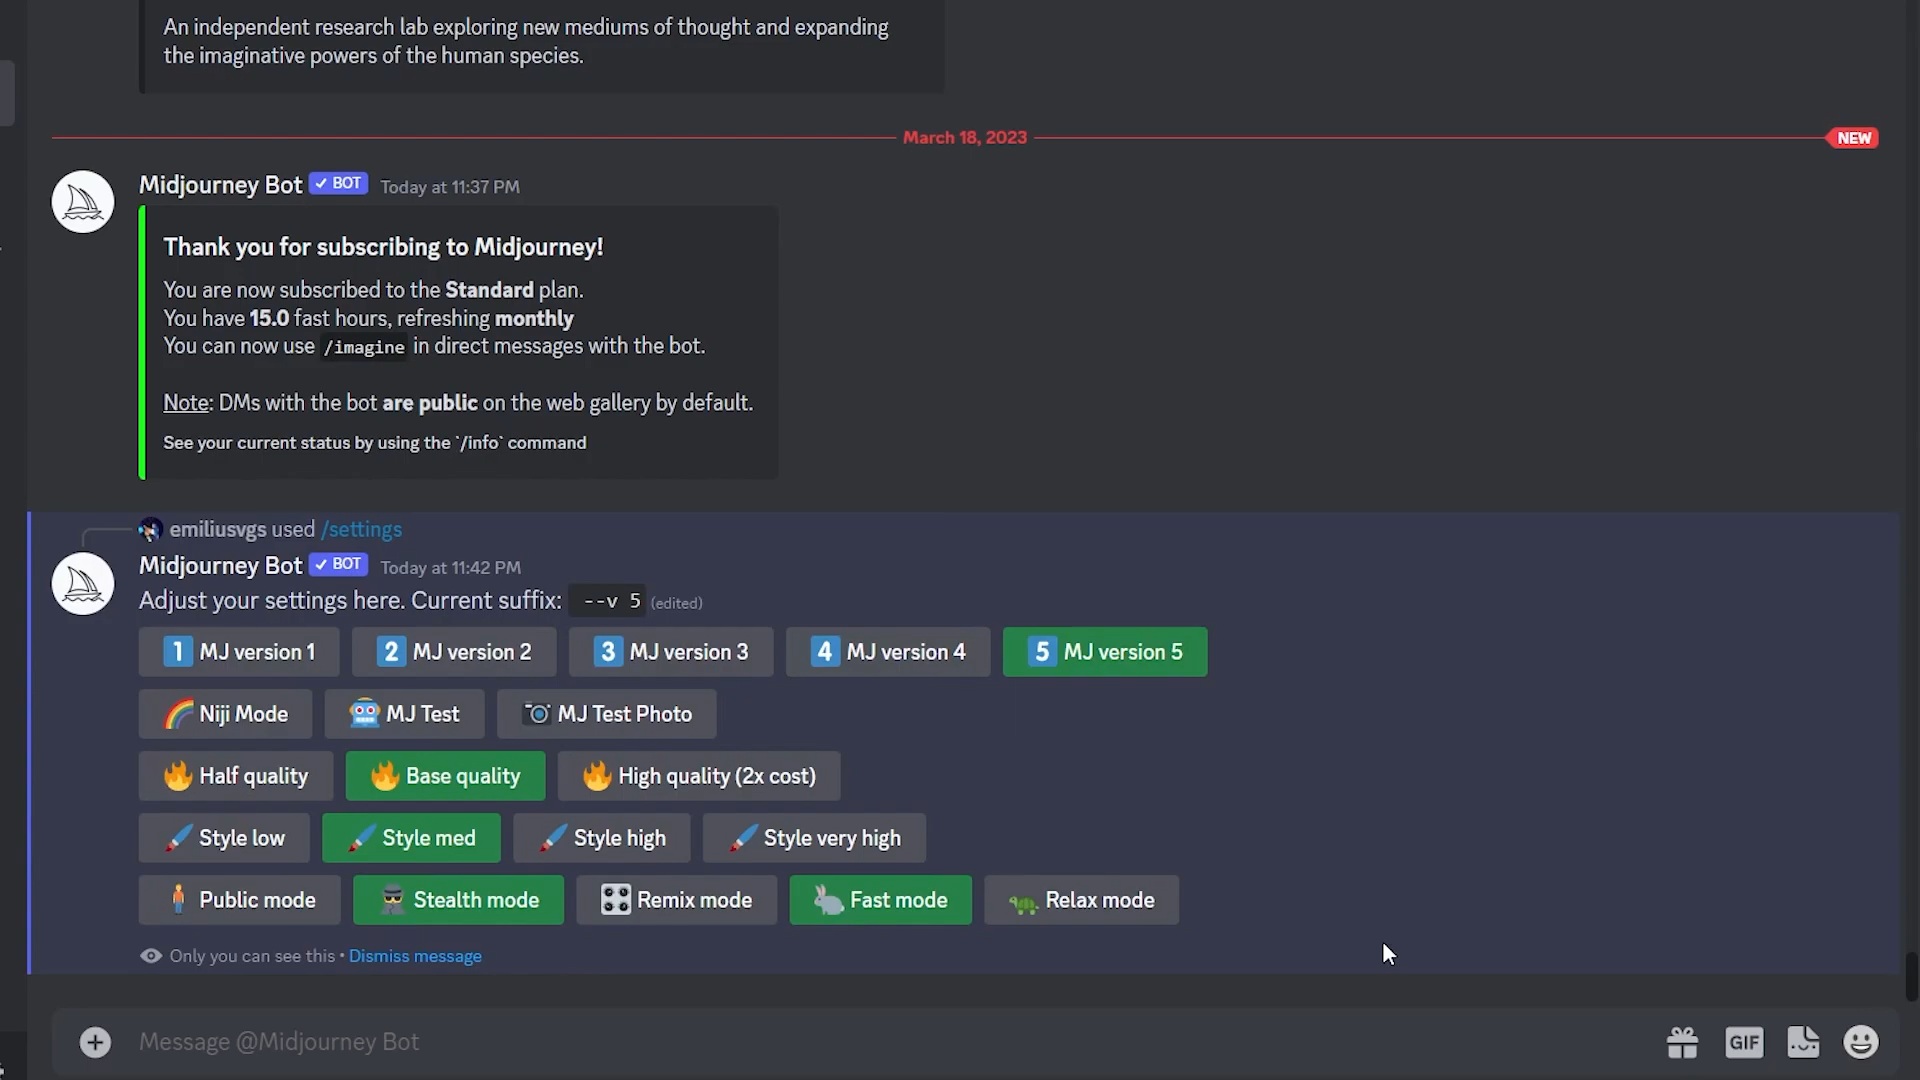 An independent research lab exploring new mediums of thought and expanding
the imaginative powers of the human species.
March 18, 2023
NEW
Midjourney Bot ✓ BOT Today at 11:37 PM
Thank you for subscribing to Midjourney!
You are now subscribed to the Standard plan.
You have 15.0 fast hours, refreshing monthly
You can now use /imagine in direct messages with the bot.
Note: DMs with the bot are public on the web gallery by default.
See your current status by using the `/info` command
emiliusvgs used /settings
Midjourney Bot ✓ BOT Today at 11:42 PM
Adjust your settings here. Current suffix: --v 5 (edited)
1 MJ version 1 2 MJ version 2 3 MJ version 3 4 MJ version 4 5 MJ version 5
Niji Mode MJ Test MJ Test Photo
Half quality Base quality High quality (2x cost)
Style low Style med Style high Style very high
Public mode Stealth mode Remix mode Fast mode Relax mode
Only you can see this • Dismiss message
Message @Midjourney Bot GIF